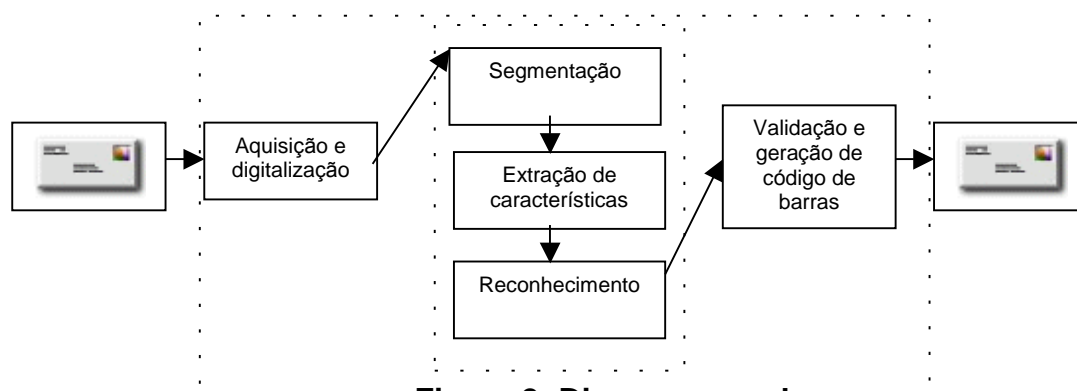 Segmentação
Aquisição e
digitalização
Extração de
características
Reconhecimento
Validação e
geração de
código de
barras